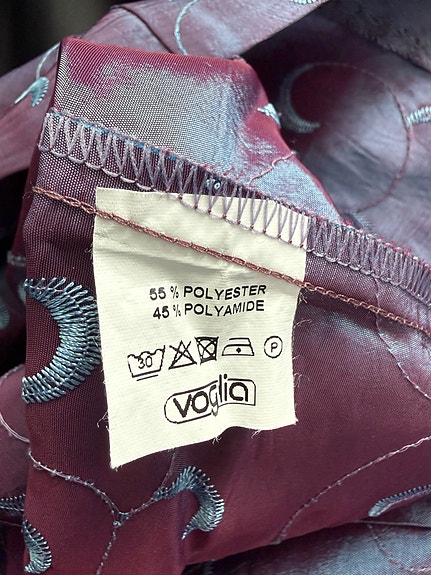 55 % POLYESTER
45 % POLYAMIDE
30 P
voglia